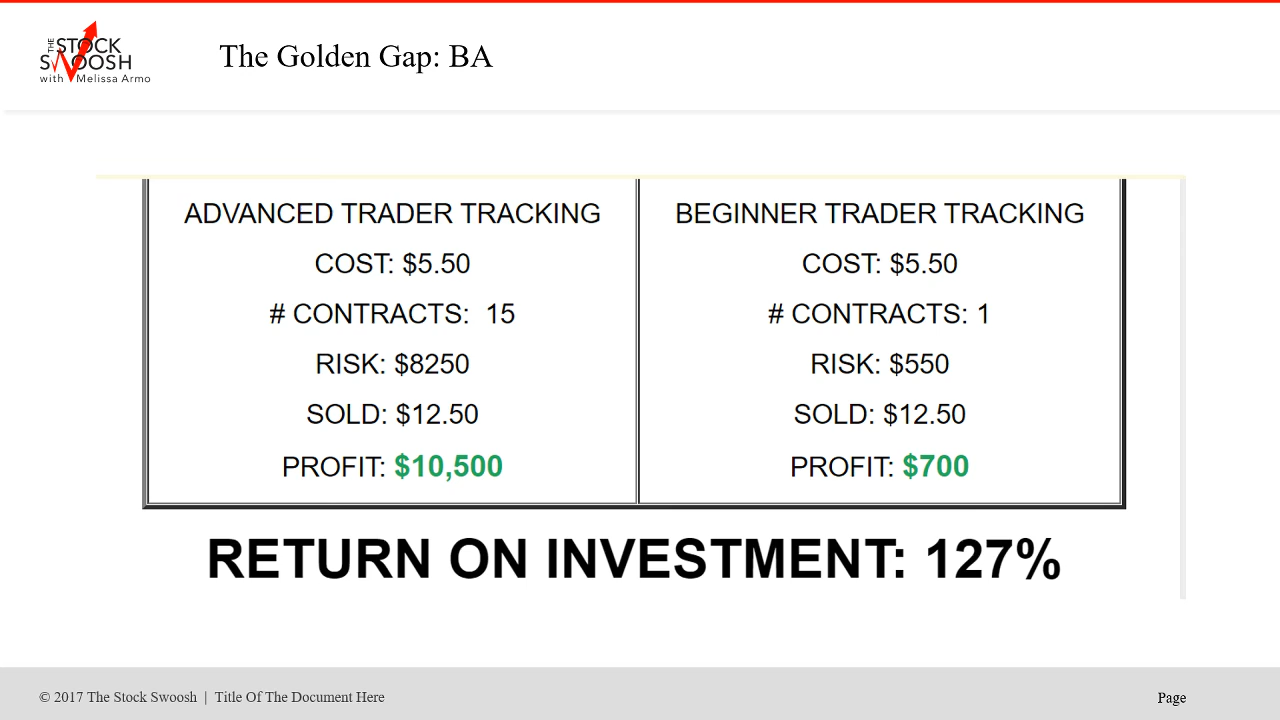 THE STOCK
SWOOSH
with Melissa Armo
The Golden Gap: BA
ADVANCED TRADER TRACKING
COST: $5.50
# CONTRACTS: 15
RISK: $8250
SOLD: $12.50
PROFIT: $10,500
BEGINNER TRADER TRACKING
COST: $5.50
# CONTRACTS: 1
RISK: $550
SOLD: $12.50
PROFIT: $700
RETURN ON INVESTMENT: 127%
© 2017 The Stock Swoosh | Title Of The Document Here
Page